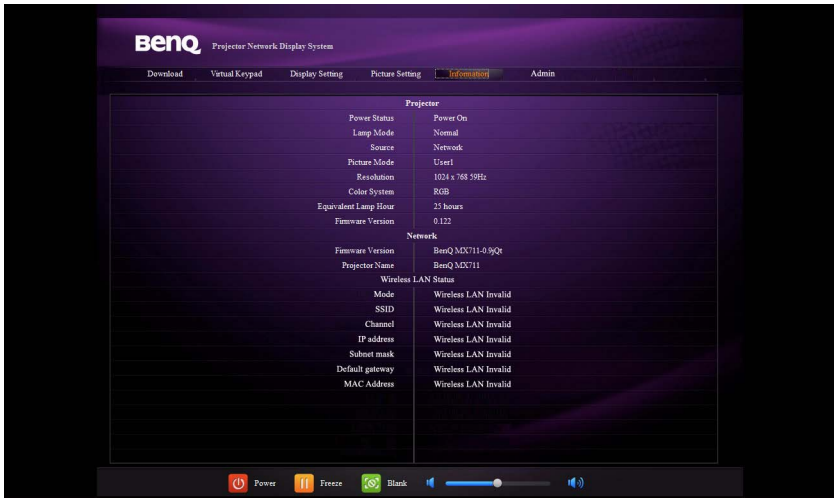 BenQ Projector Network Display System
Download Virtual Keypad Display Setting Picture Setting Information Admin
Projector
Power Status Power On
Lamp Mode Normal
Source Network
Picture Mode User1
Resolution 1024 x 768 59Hz
Color System RGB
Equivalent Lamp Hour 25 hours
Firmware Version 0.122
Network
Firmware Version BenQ MX711-0.9jQt
Projector Name BenQ MX711
Wireless LAN Status
Mode Wireless LAN Invalid
SSID Wireless LAN Invalid
Channel Wireless LAN Invalid
IP address Wireless LAN Invalid
Subnet mask Wireless LAN Invalid
Default gateway Wireless LAN Invalid
MAC Address Wireless LAN Invalid
Power Freeze Blank